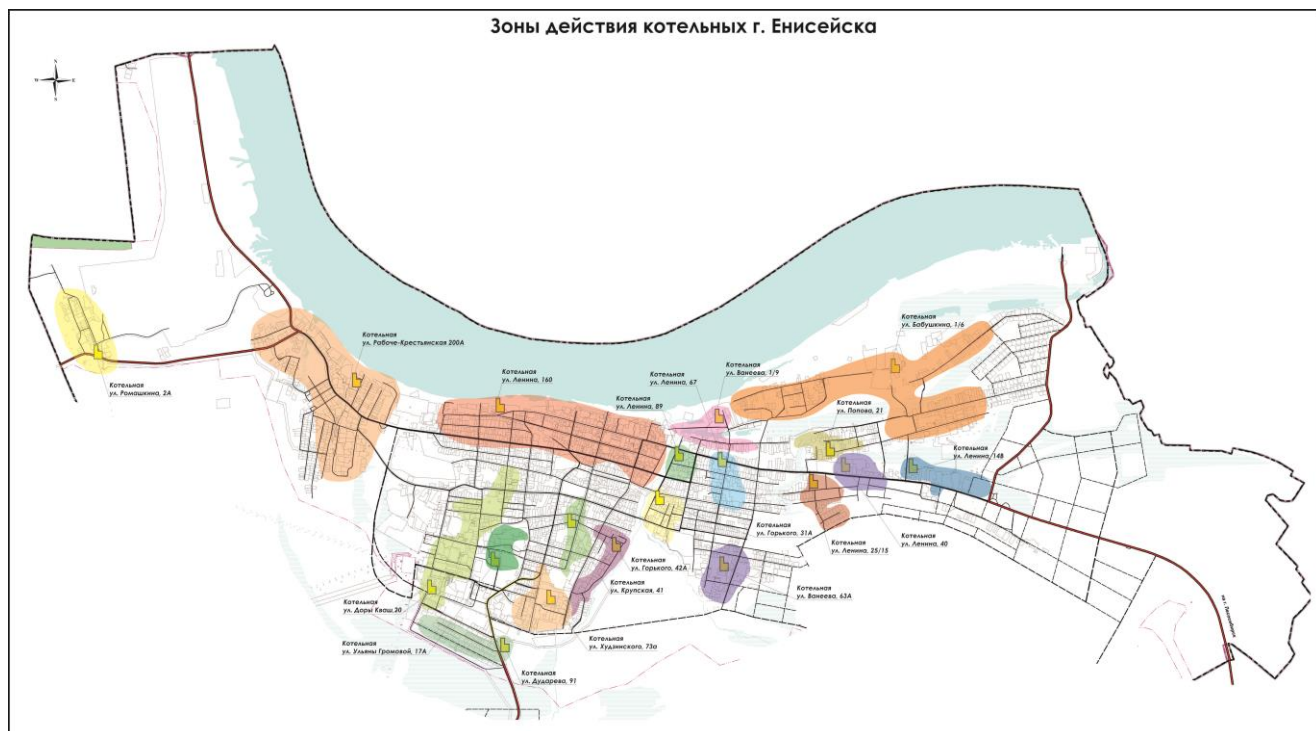 Зоны действия котельных г. Енисейска
N
W
E
S
Котельная
ул. Бабушкина, 1/6
Котельная
ул. Рабоче-Крестьянская 200А
Котельная
ул. Ленина, 160
Котельная
ул. Ленина, 67
Котельная
ул. Ванеева, 1/9
Котельная
ул. Ромашкина, 2А
Котельная
ул. Ленина, 89
Котельная
ул. Попова, 21
Котельная
ул. Ленина, 14В
Котельная
ул. Горького, 31А
Котельная
ул. Ленина, 25/15
Котельная
ул. Ленина, 40
Котельная
ул. Горького, 42А
Котельная
ул. Крупская, 41
Котельная
ул. Ванеева, 63А
Котельная
ул. Доры Кваш,20
Котельная
ул. Худзинского, 73а
Котельная
ул. Ульяны Громовой, 17А
Котельная
ул. Дударева, 91